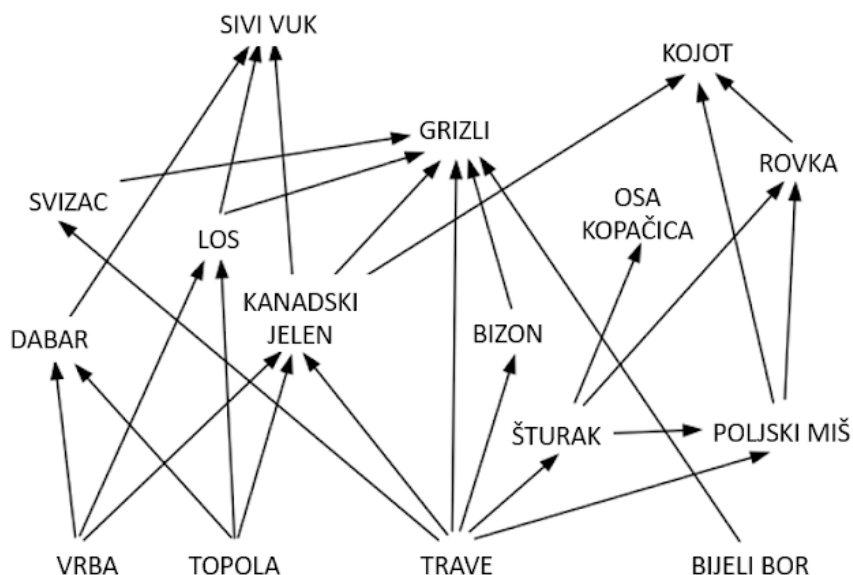 SIVI VUK
KOJOT
GRIZLI
ROVKA
SVIZAC
OSA
KOPAČICA
LOS
KANADSKI
JELEN
DABAR
BIZON
ŠTURAK
POLJSKI MIŠ
VRBA
TOPOLA
TRAVE
BIJELI BOR